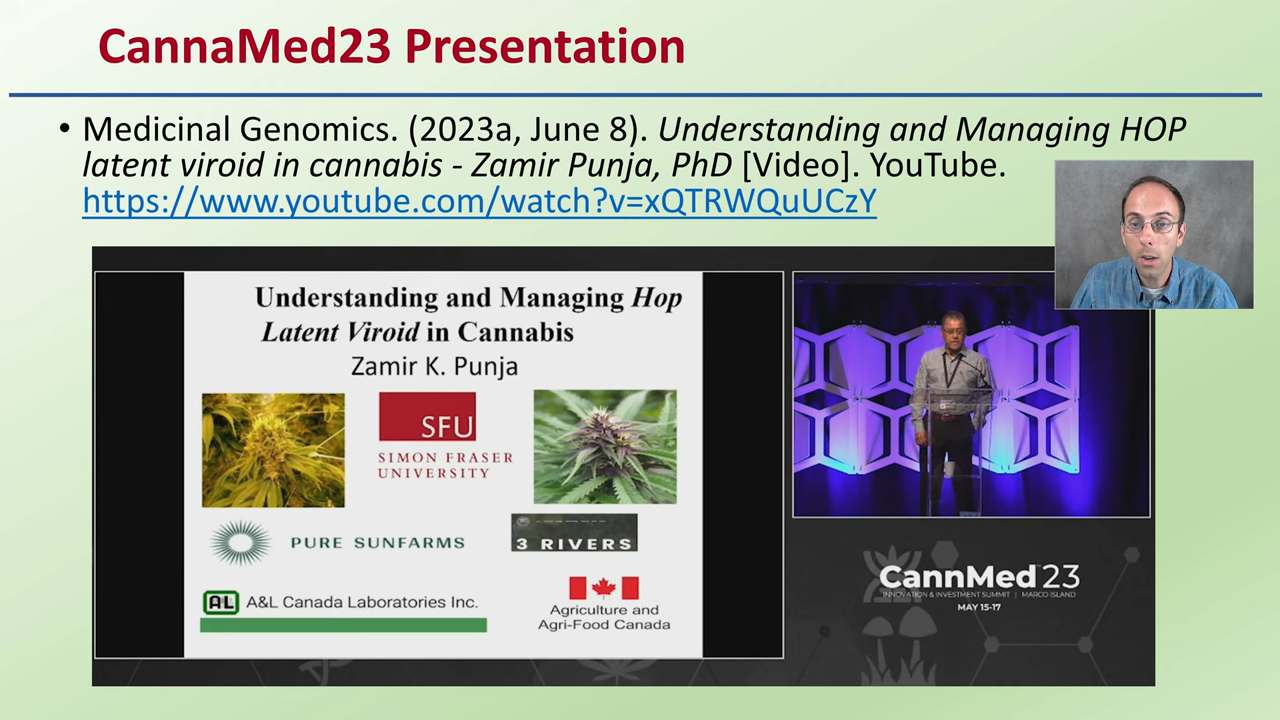 CannaMed23 Presentation
• Medicinal Genomics. (2023a, June 8). Understanding and Managing HOP
latent viroid in cannabis - Zamir Punja, PhD [Video]. YouTube.
https://www.youtube.com/watch?v=xQTRWQuUCzY
Understanding and Managing Hop
Latent Viroid in Cannabis
Zamir K. Punja
SFU
SIMON FRASER
UNIVERSITY
PURE SUNFARMS
3 RIVERS
AL A&L Canada Laboratories Inc.
Agriculture and
Agri-Food Canada
CannMed'23
INNOVATION & INVESTMENT SUMMIT | MARCO ISLAND
MAY 15-17